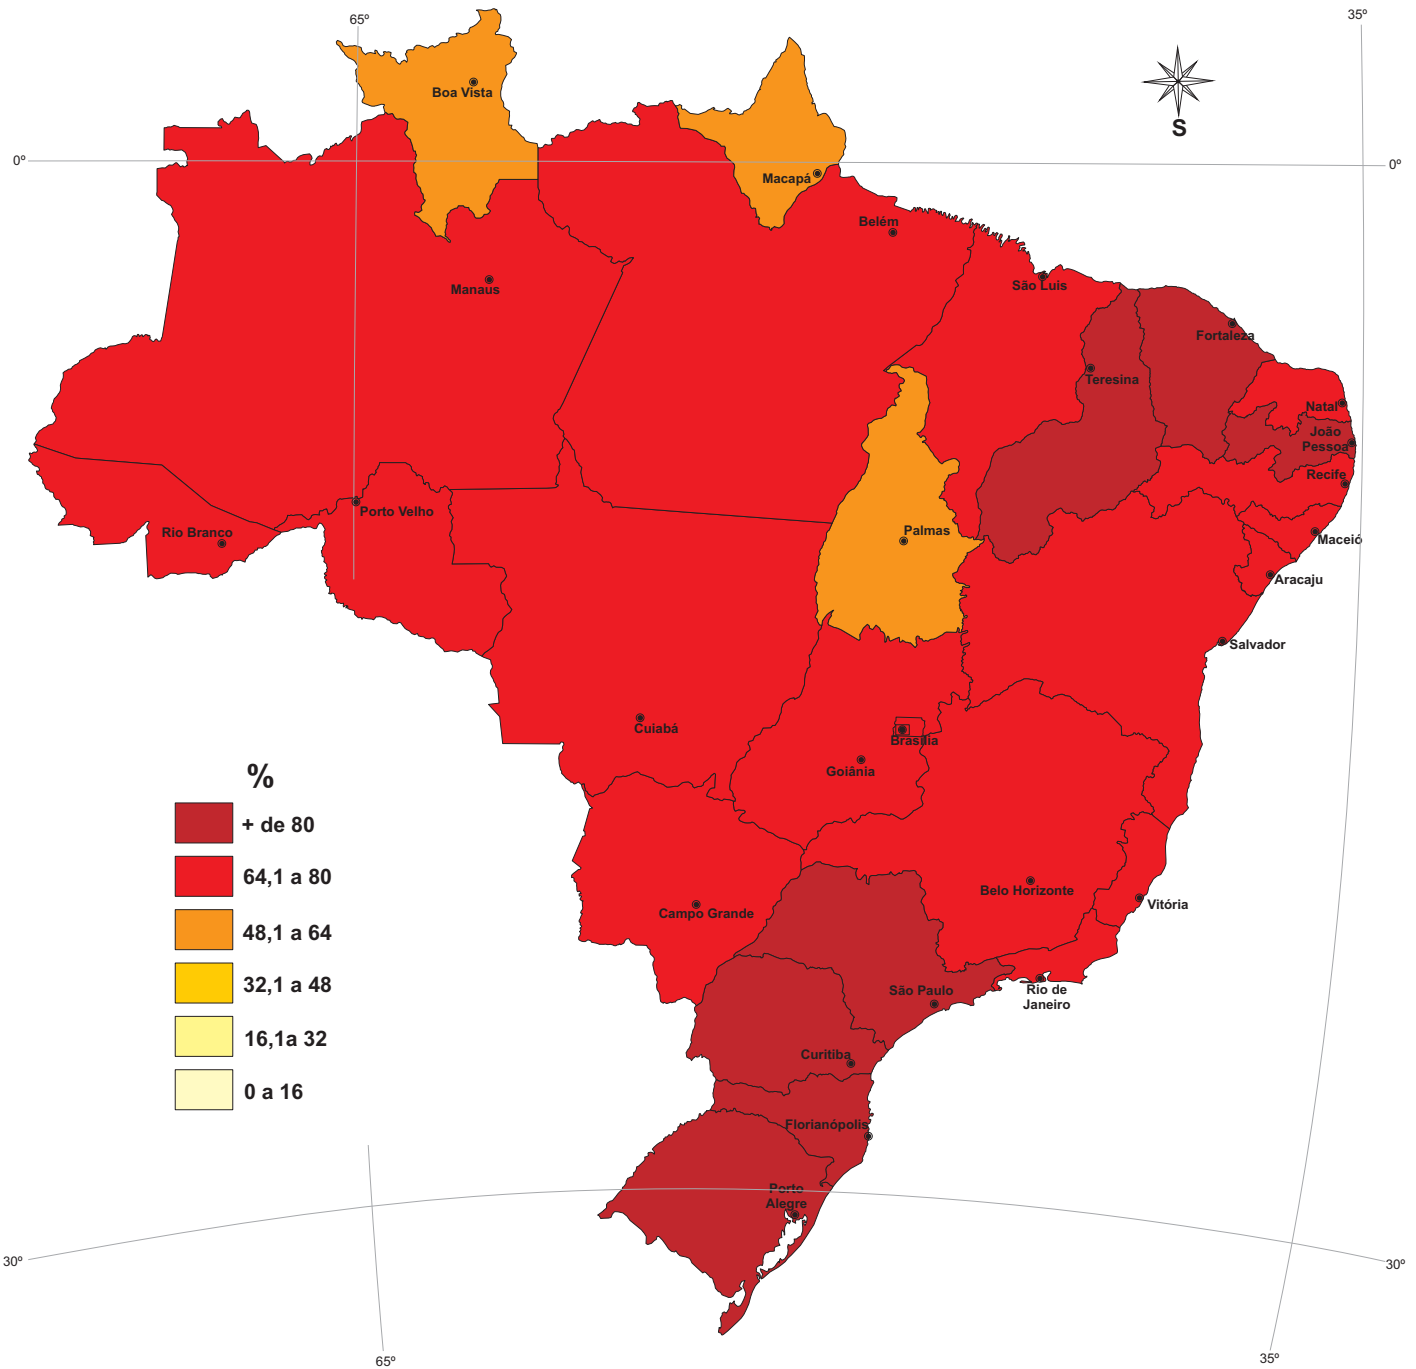 65º
35º
Boa Vista
S
0º
0º
Macapá
Belém
Manaus
São Luis
Fortaleza
Teresina
Natal
João
Pessoa
Recife
Porto Velho
Rio Branco
Palmas
Maceió
Aracaju
Salvador
Cuiabá
Brasília
Goiânia
%
+ de 80
64,1 a 80
48,1 a 64
32,1 a 48
16,1a 32
0 a 16
Belo Horizonte
Vitória
Campo Grande
São Paulo
Rio de
Janeiro
Curitiba
Florianópolis
Porto
Alegre
30º
30º
65º
35º